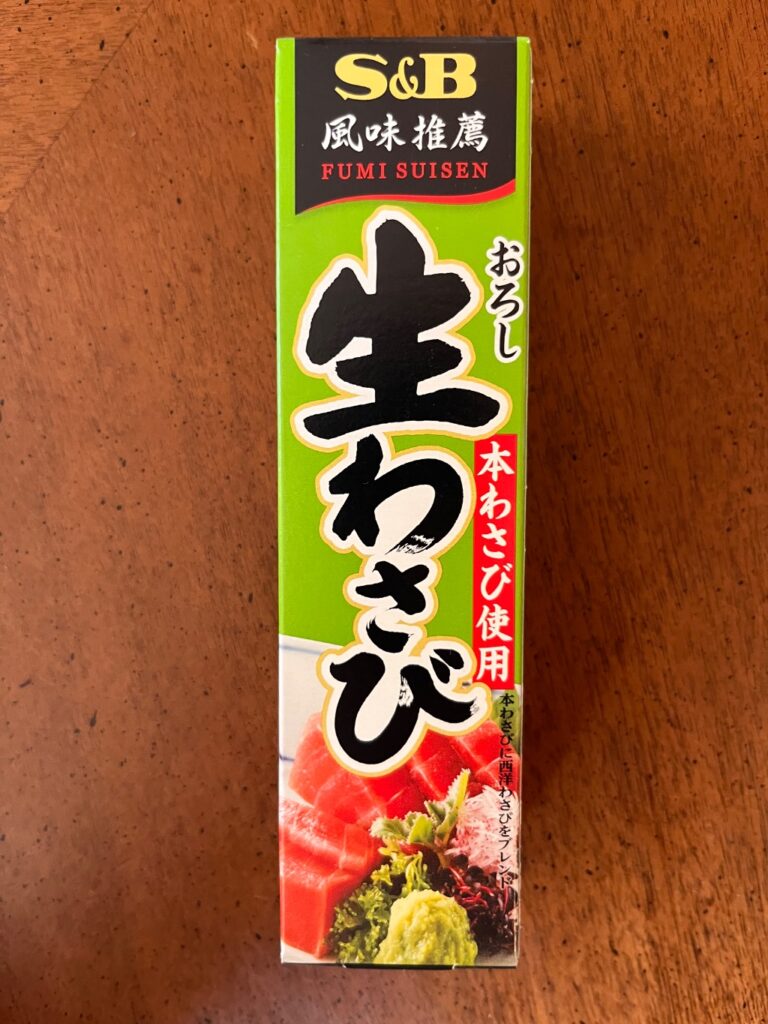 S&B
風味推薦
FUMI SUISEN
おろし
生わさび
本わさび使用
本わさびに西洋わさびをブレンド